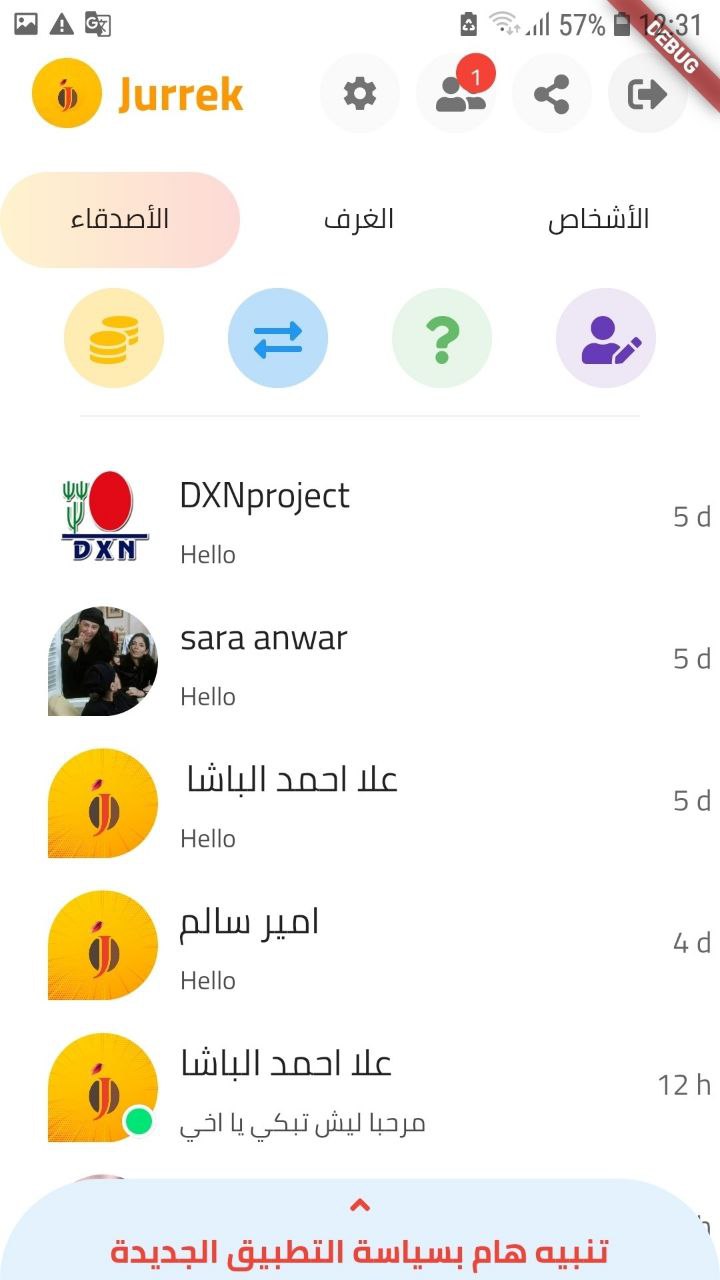 57% 12:31
DEBUG
Jurrek
1
الأصدقاء
الغرف
الأشخاص
DXNproject
5 d
Hello
DXN
sara anwar
5 d
Hello
علا احمد الباشا
5 d
Hello
امير سالم
4 d
Hello
علا احمد الباشا
12 h
مرحبا ليش تبكي يا اخي
تنبيه هام بسياسة التطبيق الجديدة